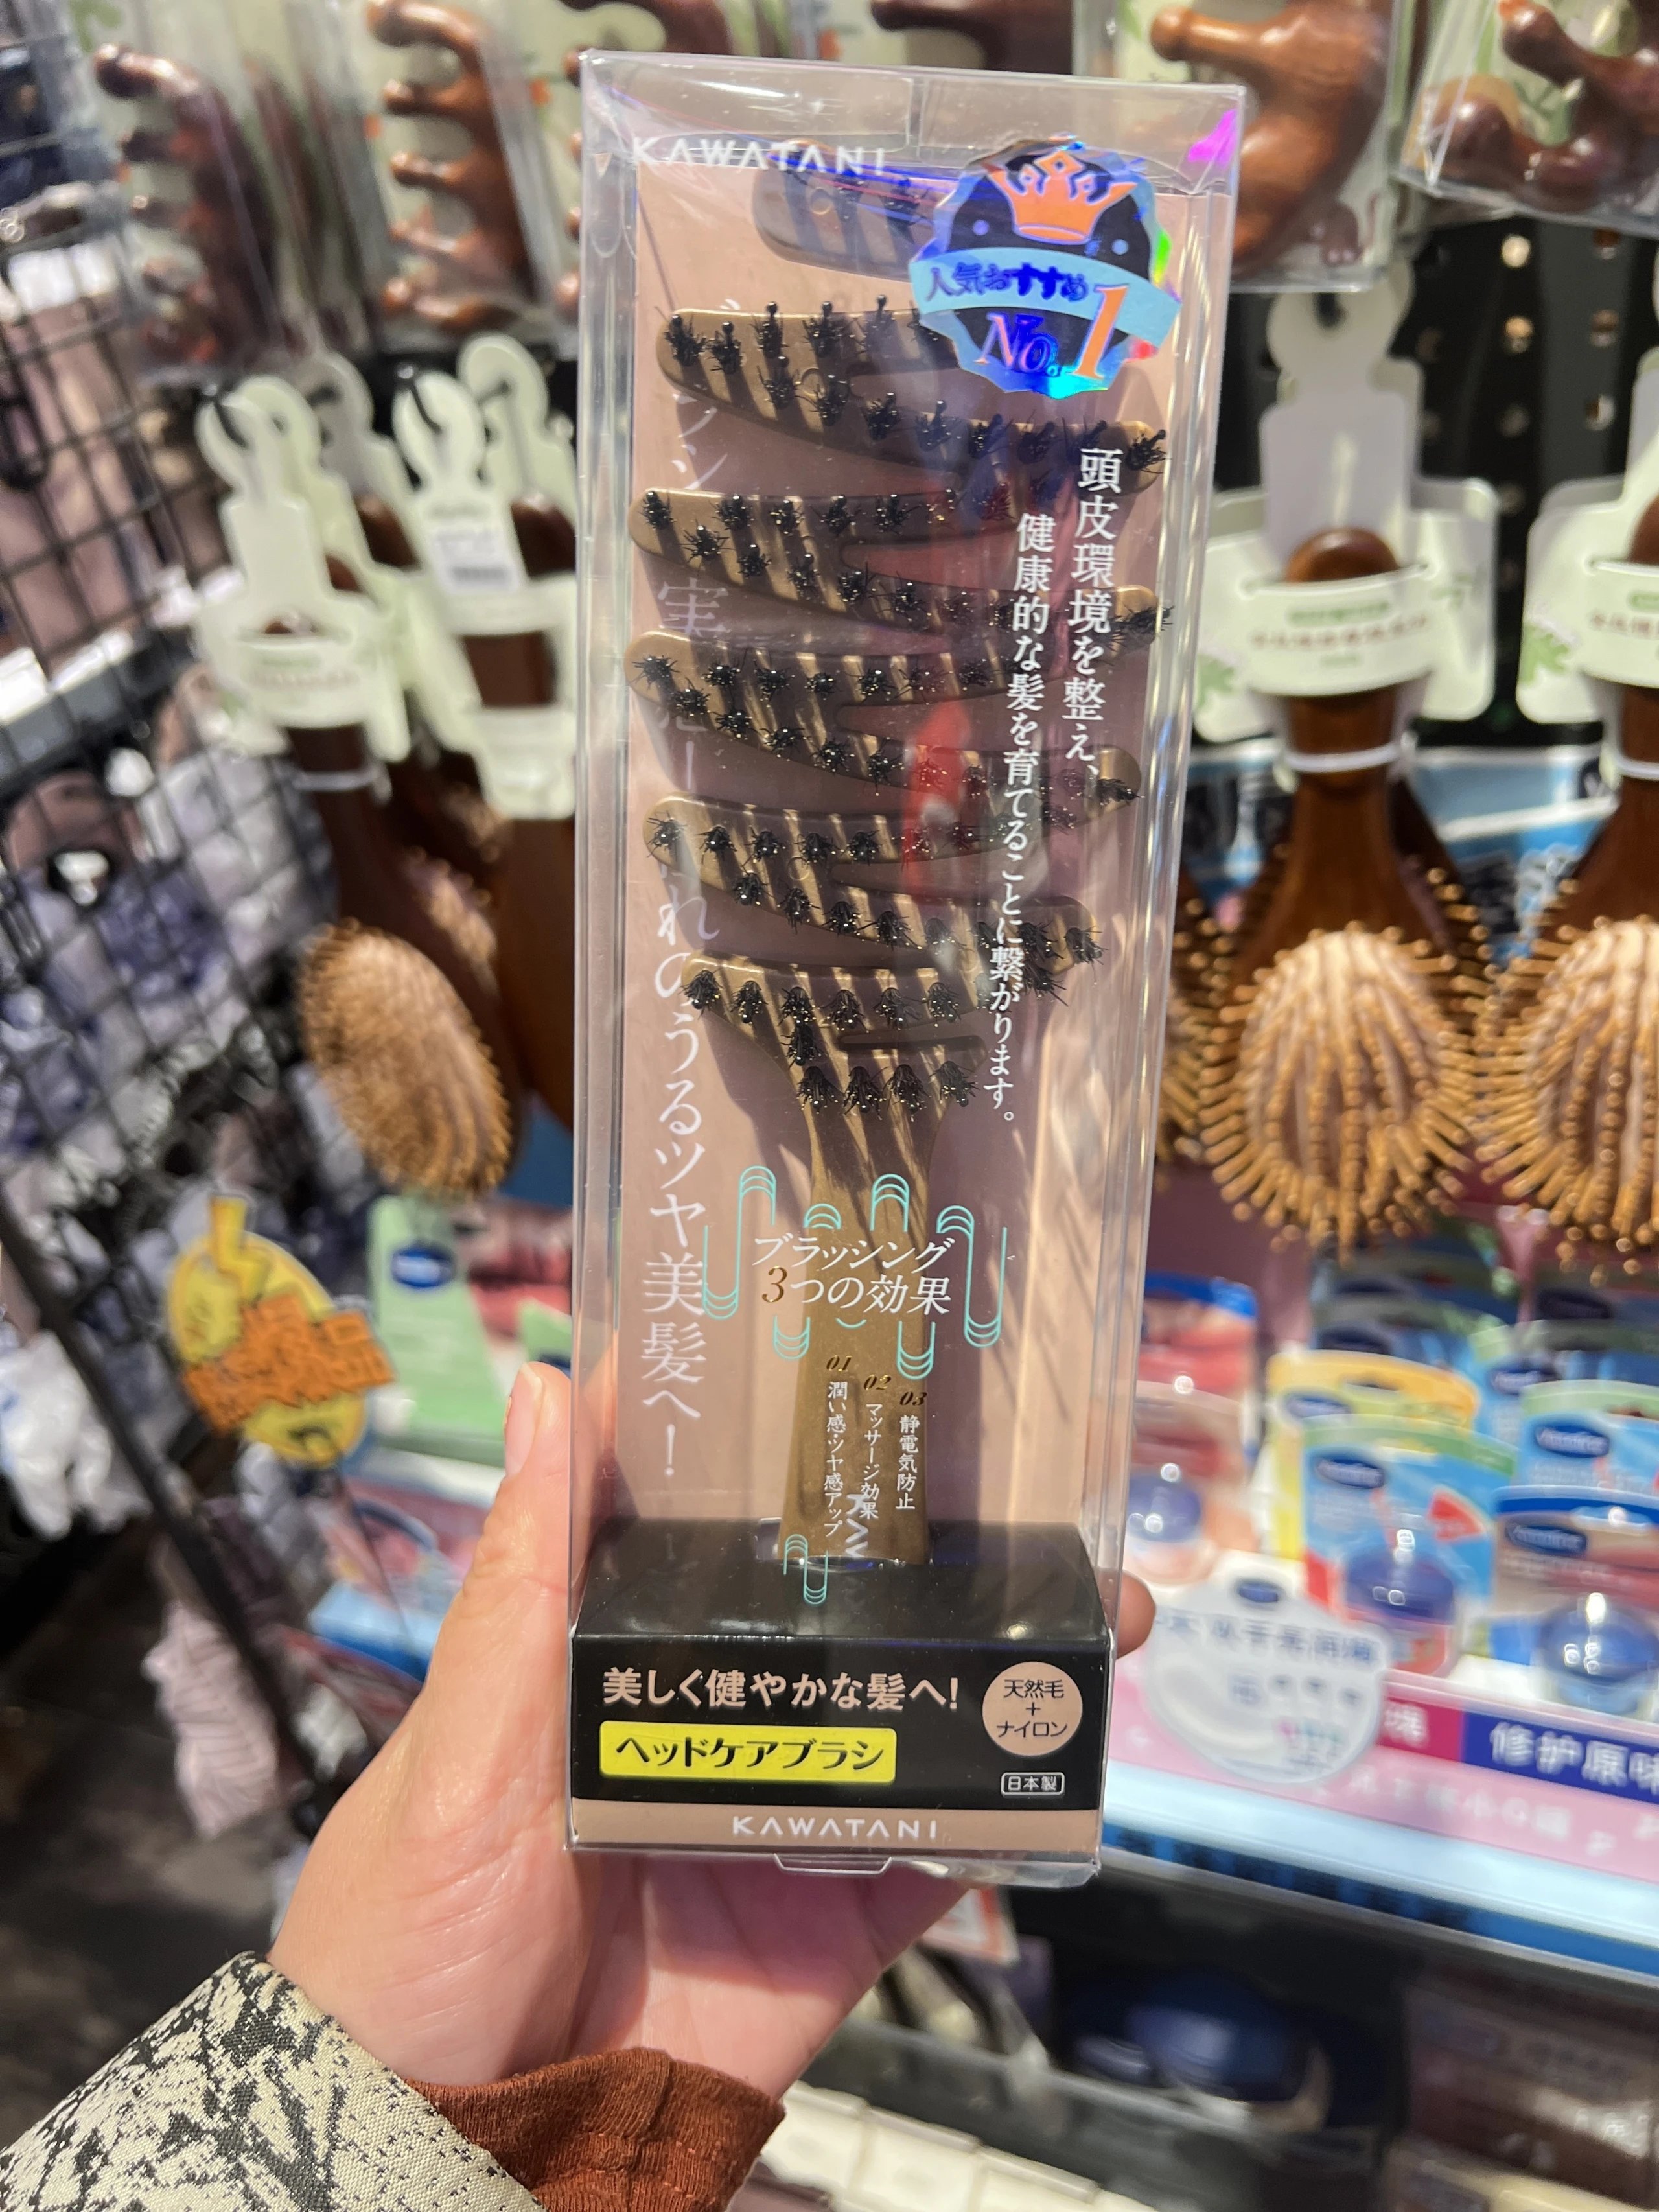 KAWATANI
人気おすすめ
No.1
頭皮環境を整え、
健康的な髪を育てることに繋がります。
のうるツヤ美髪へ！
ブラッシング
3つの効果
01
潤い感・ツヤ感アップ
02
マッサージ効果
03
静電気防止
美しく健やかな髪へ!
天然毛
+
ナイロン
ヘッドケアブラシ
日本製
KAWATANI
修护原味